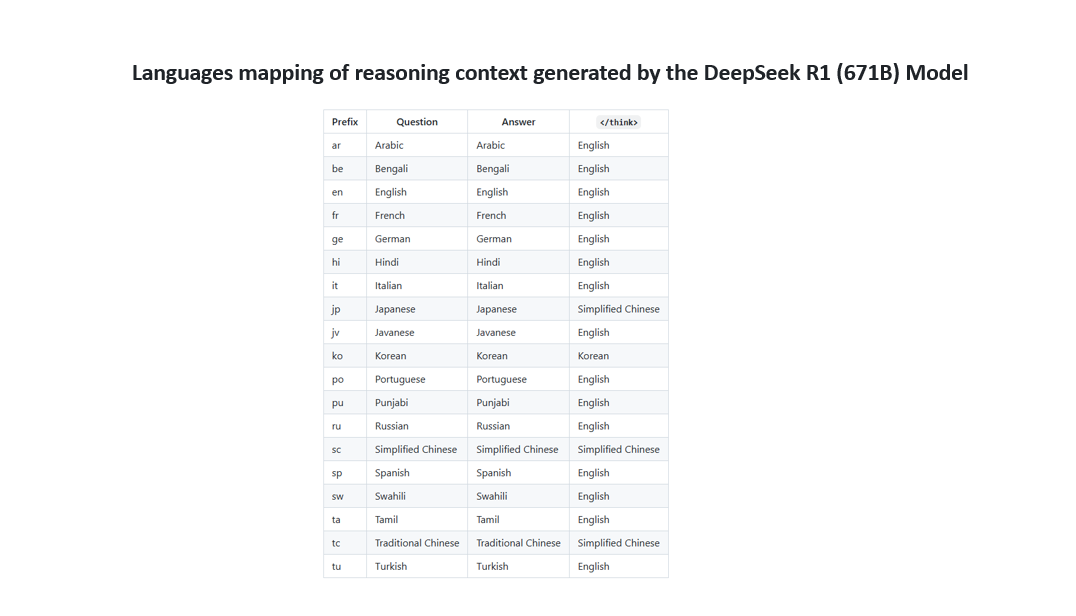 Languages mapping of reasoning context generated by the DeepSeek R1 (671B) Model
Prefix Question Answer </think>
ar Arabic Arabic English
be Bengali Bengali English
en English English English
fr French French English
ge German German English
hi Hindi Hindi English
it Italian Italian English
jp Japanese Japanese Simplified Chinese
jv Javanese Javanese English
ko Korean Korean Korean
po Portuguese Portuguese English
pu Punjabi Punjabi English
ru Russian Russian English
sc Simplified Chinese Simplified Chinese Simplified Chinese
sp Spanish Spanish English
sw Swahili Swahili English
ta Tamil Tamil English
tc Traditional Chinese Traditional Chinese Simplified Chinese
tu Turkish Turkish English